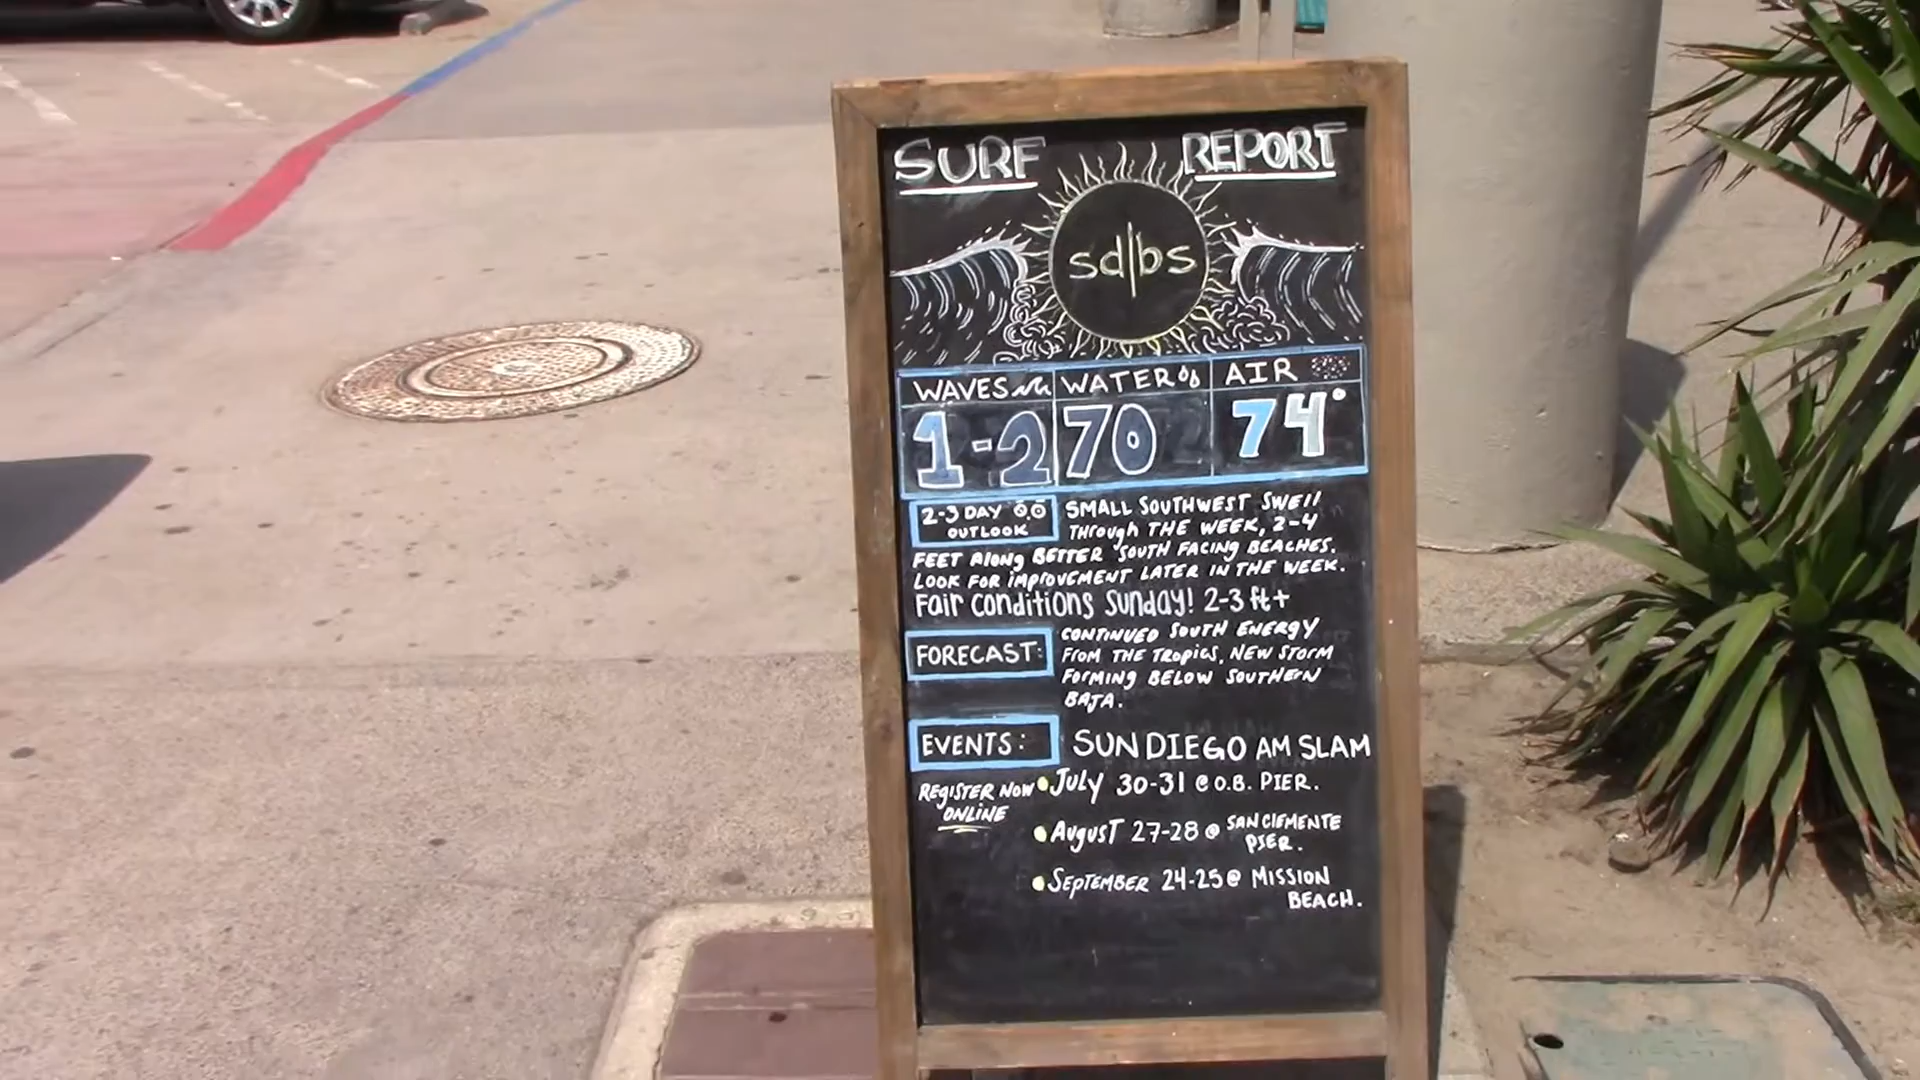 SURF REPORT
sd|bs
WAVES WATER AIR
1-2 70 74°
2-3 DAY
OUTLOOK
SMALL SOUTHWEST SWEll
Through THE WEEK, 2-4
FEET AlONg BETTER SOUTH FACING BEACHES.
LOOK FOR iMPROVEMENT LATER IN THE WEEK.
Fair Conditions Sunday! 2-3 ft+
FORECAST:
CONTINUED SOUTH ENERGY
FROM THE TROPICS, NEW STORM
FORMING BELOW SOUTHERN
BAJA.
EVENTS: SUN DIEGO AM SLAM
REGISTER NOW
ONLINE
July 30-31 @ O.B. PIER.
AugusT 27-28 @ SAN CLEMENTE
PIER.
SEPTEMBER 24-25 @ MISSION
BEACH.